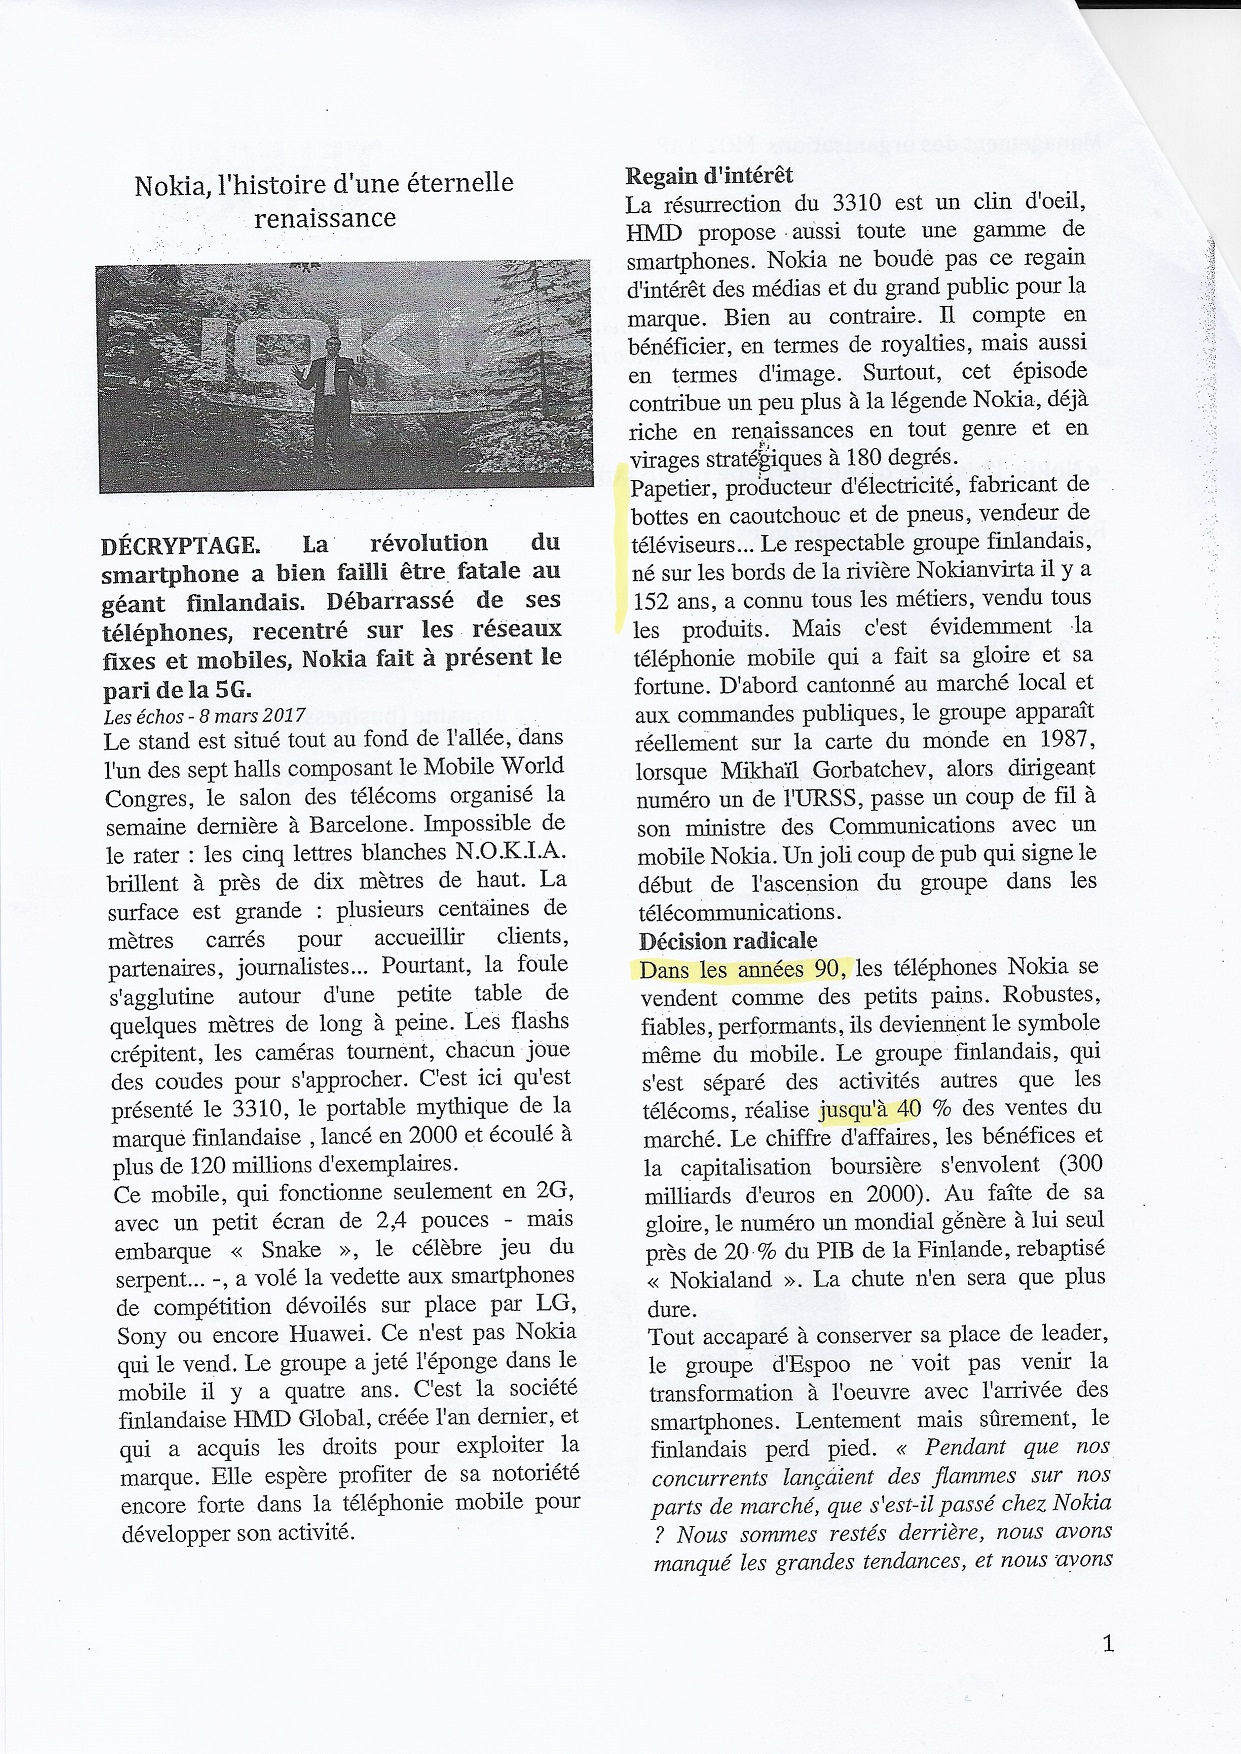 Nokia, l'histoire d'une éternelle
renaissance
DÉCRYPTAGE. La révolution du
smartphone a bien failli être fatale au
géant finlandais. Débarrassé de ses
téléphones, recentré sur les réseaux
fixes et mobiles, Nokia fait à présent le
pari de la 5G.
Les échos - 8 mars 2017
Le stand est situé tout au fond de l'allée, dans
l'un des sept halls composant le Mobile World
Congres, le salon des télécoms organisé la
semaine dernière à Barcelone. Impossible de
le rater : les cinq lettres blanches N.O.K.I.A.
brillent à près de dix mètres de haut. La
surface est grande : plusieurs centaines de
mètres carrés pour accueillir clients,
partenaires, journalistes... Pourtant, la foule
s'agglutine autour d'une petite table de
quelques mètres de long à peine. Les flashs
crépitent, les caméras tournent, chacun joue
des coudes pour s'approcher. C'est ici qu'est
présenté le 3310, le portable mythique de la
marque finlandaise , lancé en 2000 et écoulé à
plus de 120 millions d'exemplaires.
Ce mobile, qui fonctionne seulement en 2G,
avec un petit écran de 2,4 pouces - mais
embarque « Snake », le célèbre jeu du
serpent... -, a volé la vedette aux smartphones
de compétition dévoilés sur place par LG,
Sony ou encore Huawei. Ce n'est pas Nokia
qui le vend. Le groupe a jeté l'éponge dans le
mobile il y a quatre ans. C'est la société
finlandaise HMD Global, créée l'an dernier, et
qui a acquis les droits pour exploiter la
marque. Elle espère profiter de sa notoriété
encore forte dans la téléphonie mobile pour
développer son activité.
Regain d'intérêt
La résurrection du 3310 est un clin d'oeil,
HMD propose aussi toute une gamme de
smartphones. Nokia ne boude pas ce regain
d'intérêt des médias et du grand public pour la
marque. Bien au contraire. Il compte en
bénéficier, en termes de royalties, mais aussi
en termes d'image. Surtout, cet épisode
contribue un peu plus à la légende Nokia, déjà
riche en renaissances en tout genre et en
virages stratégiques à 180 degrés.
Papetier, producteur d'électricité, fabricant de
bottes en caoutchouc et de pneus, vendeur de
téléviseurs... Le respectable groupe finlandais,
né sur les bords de la rivière Nokianvirta il y a
152 ans, a connu tous les métiers, vendu tous
les produits. Mais c'est évidemment la
téléphonie mobile qui a fait sa gloire et sa
fortune. D'abord cantonné au marché local et
aux commandes publiques, le groupe apparaît
réellement sur la carte du monde en 1987,
lorsque Mikhaïl Gorbatchev, alors dirigeant
numéro un de l'URSS, passe un coup de fil à
son ministre des Communications avec un
mobile Nokia. Un joli coup de pub qui signe le
début de l'ascension du groupe dans les
télécommunications.
Décision radicale
Dans les années 90, les téléphones Nokia se
vendent comme des petits pains. Robustes,
fiables, performants, ils deviennent le symbole
même du mobile. Le groupe finlandais, qui
s'est séparé des activités autres que les
télécoms, réalise jusqu'à 40 % des ventes du
marché. Le chiffre d'affaires, les bénéfices et
la capitalisation boursière s'envolent (300
milliards d'euros en 2000). Au faîte de sa
gloire, le numéro un mondial génère à lui seul
près de 20 % du PIB de la Finlande, rebaptisé
« Nokialand ». La chute n'en sera que plus
dure.
Tout accaparé à conserver sa place de leader,
le groupe d'Espoo ne voit pas venir la
transformation à l'oeuvre avec l'arrivée des
smartphones. Lentement mais sûrement, le
finlandais perd pied. « Pendant que nos
concurrents lançaient des flammes sur nos
parts de marché, que s'est-il passé chez Nokia
? Nous sommes restés derrière, nous avons
manqué les grandes tendances, et nous avons
1